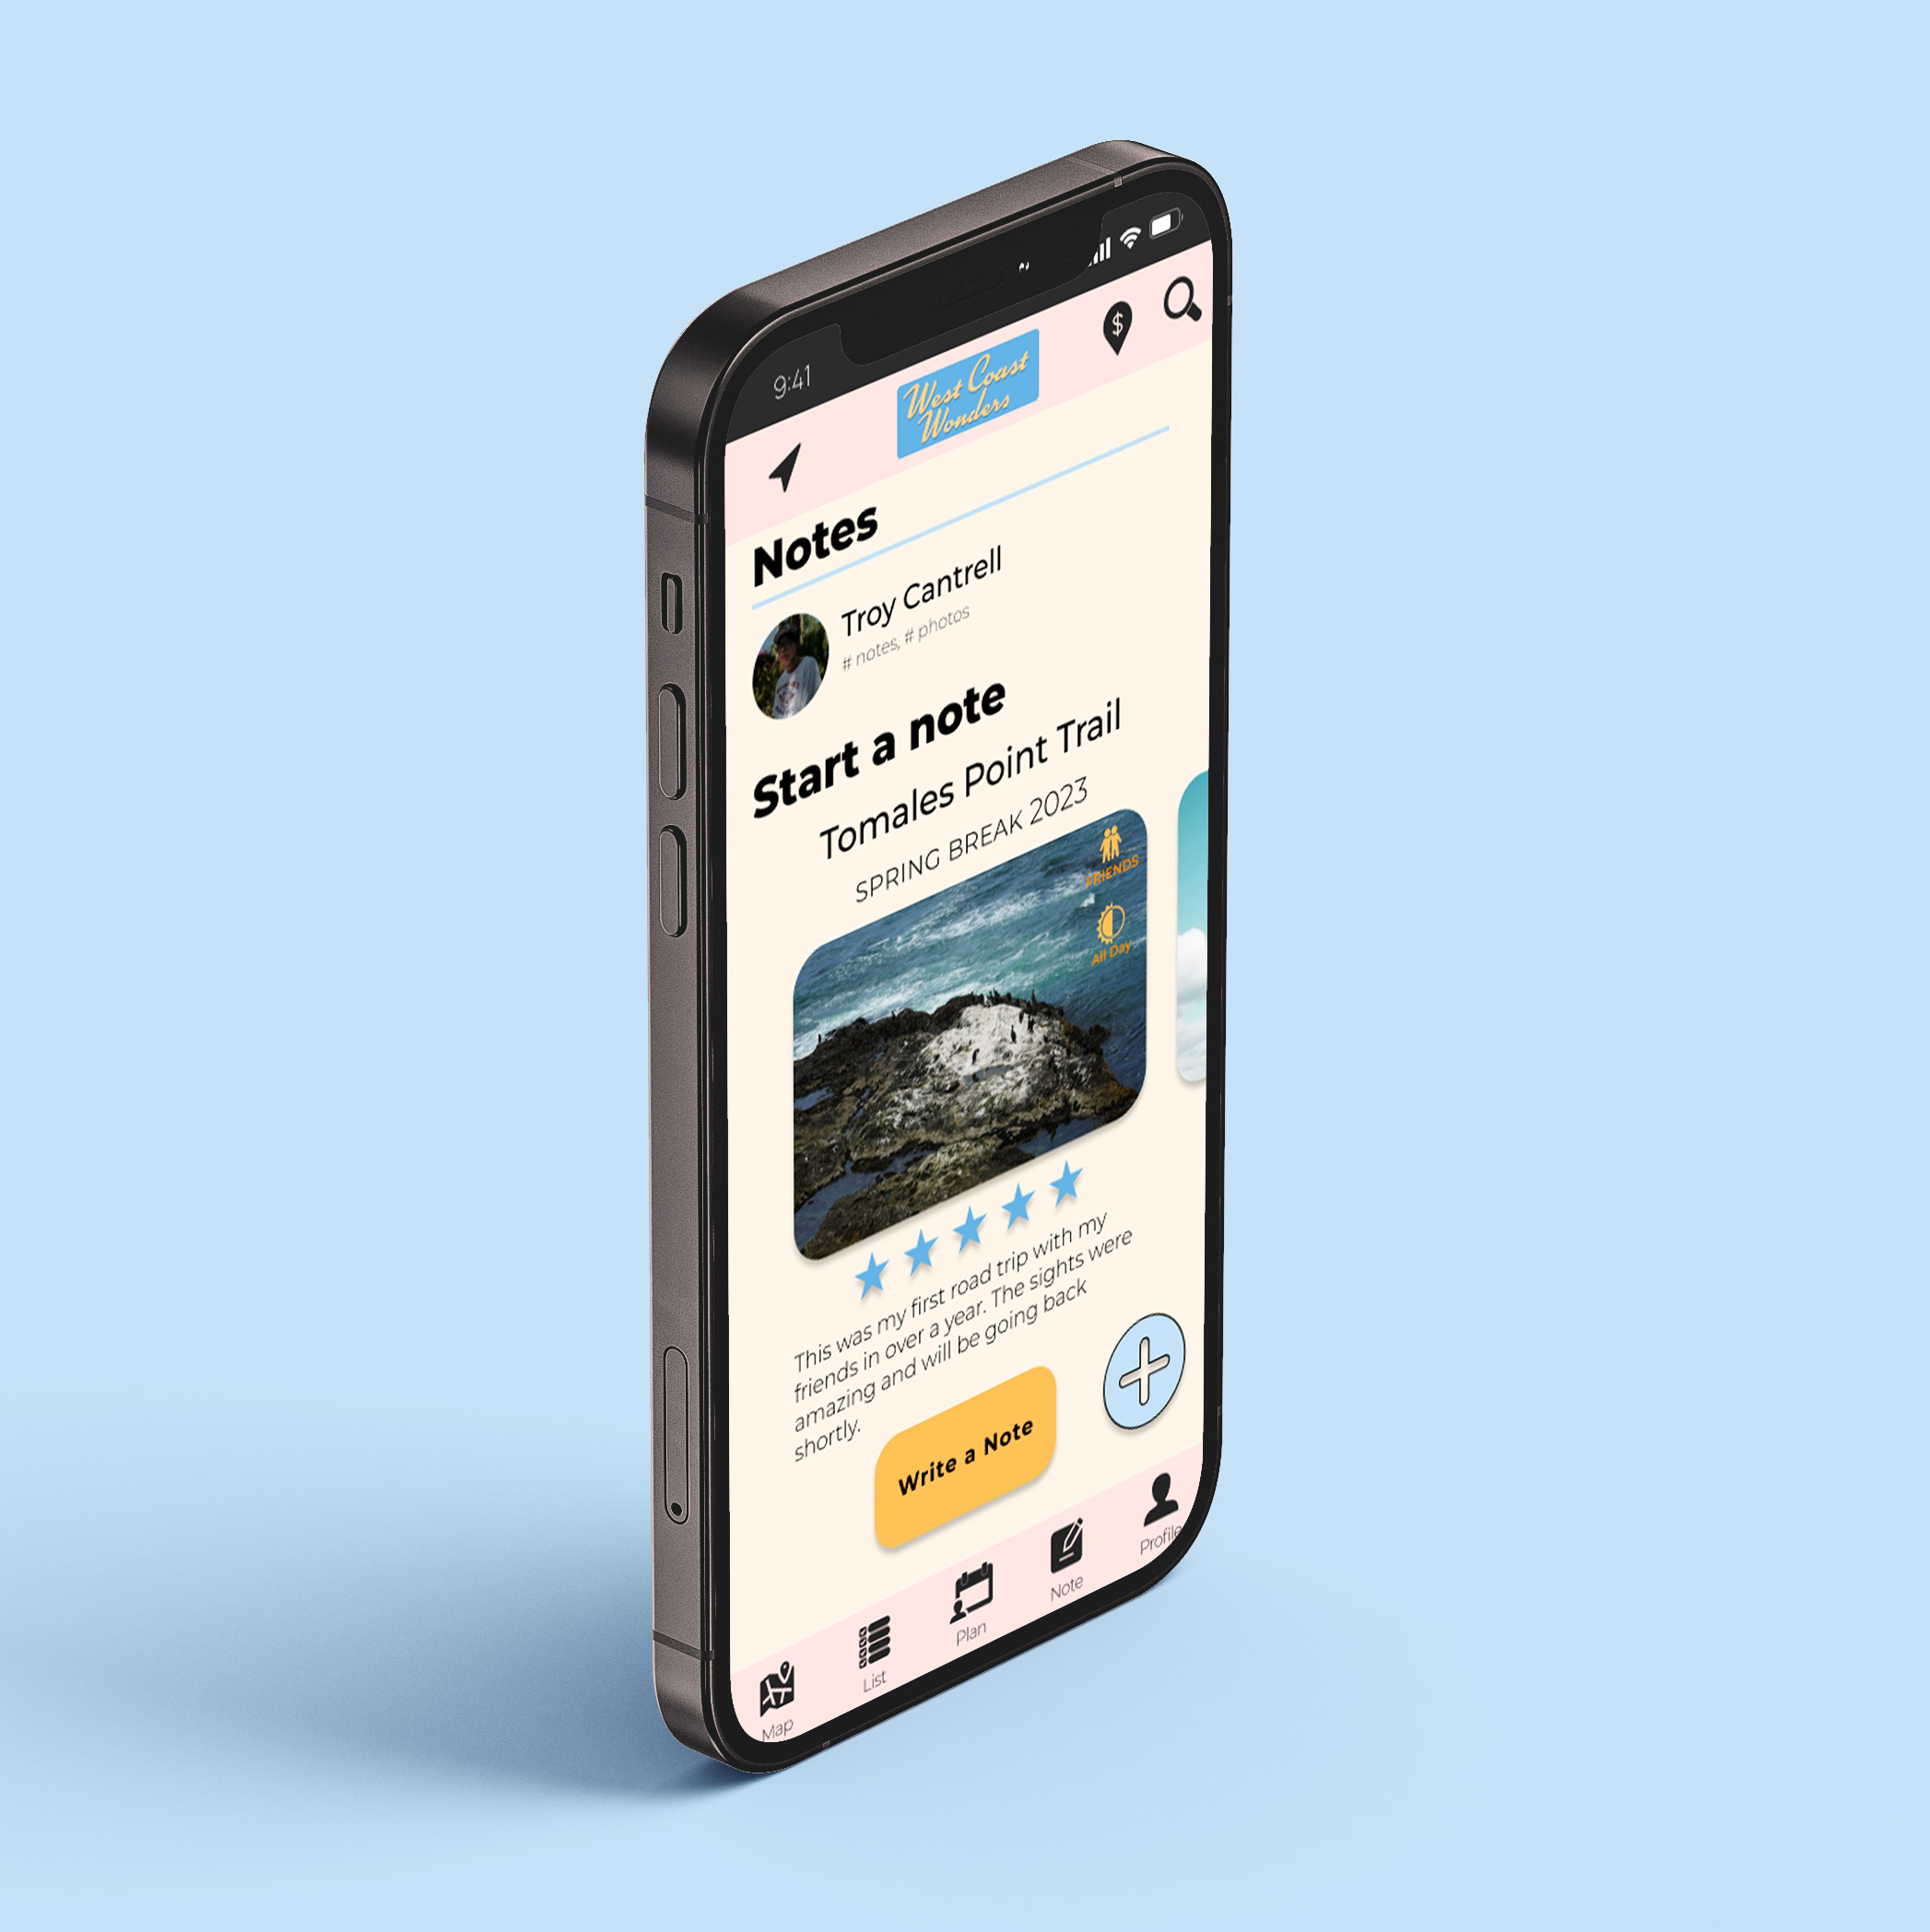 9:41
West Coast
Wonders
$
Notes
Troy Cantrell
# notes, # photos
Start a note
Tomales Point Trail
SPRING BREAK 2023
FRIENDS
All Day
This was my first road trip with my
friends in over a year. The sights were
amazing and will be going back
shortly.
Write a Note
Map
List
Plan
Note
Profile